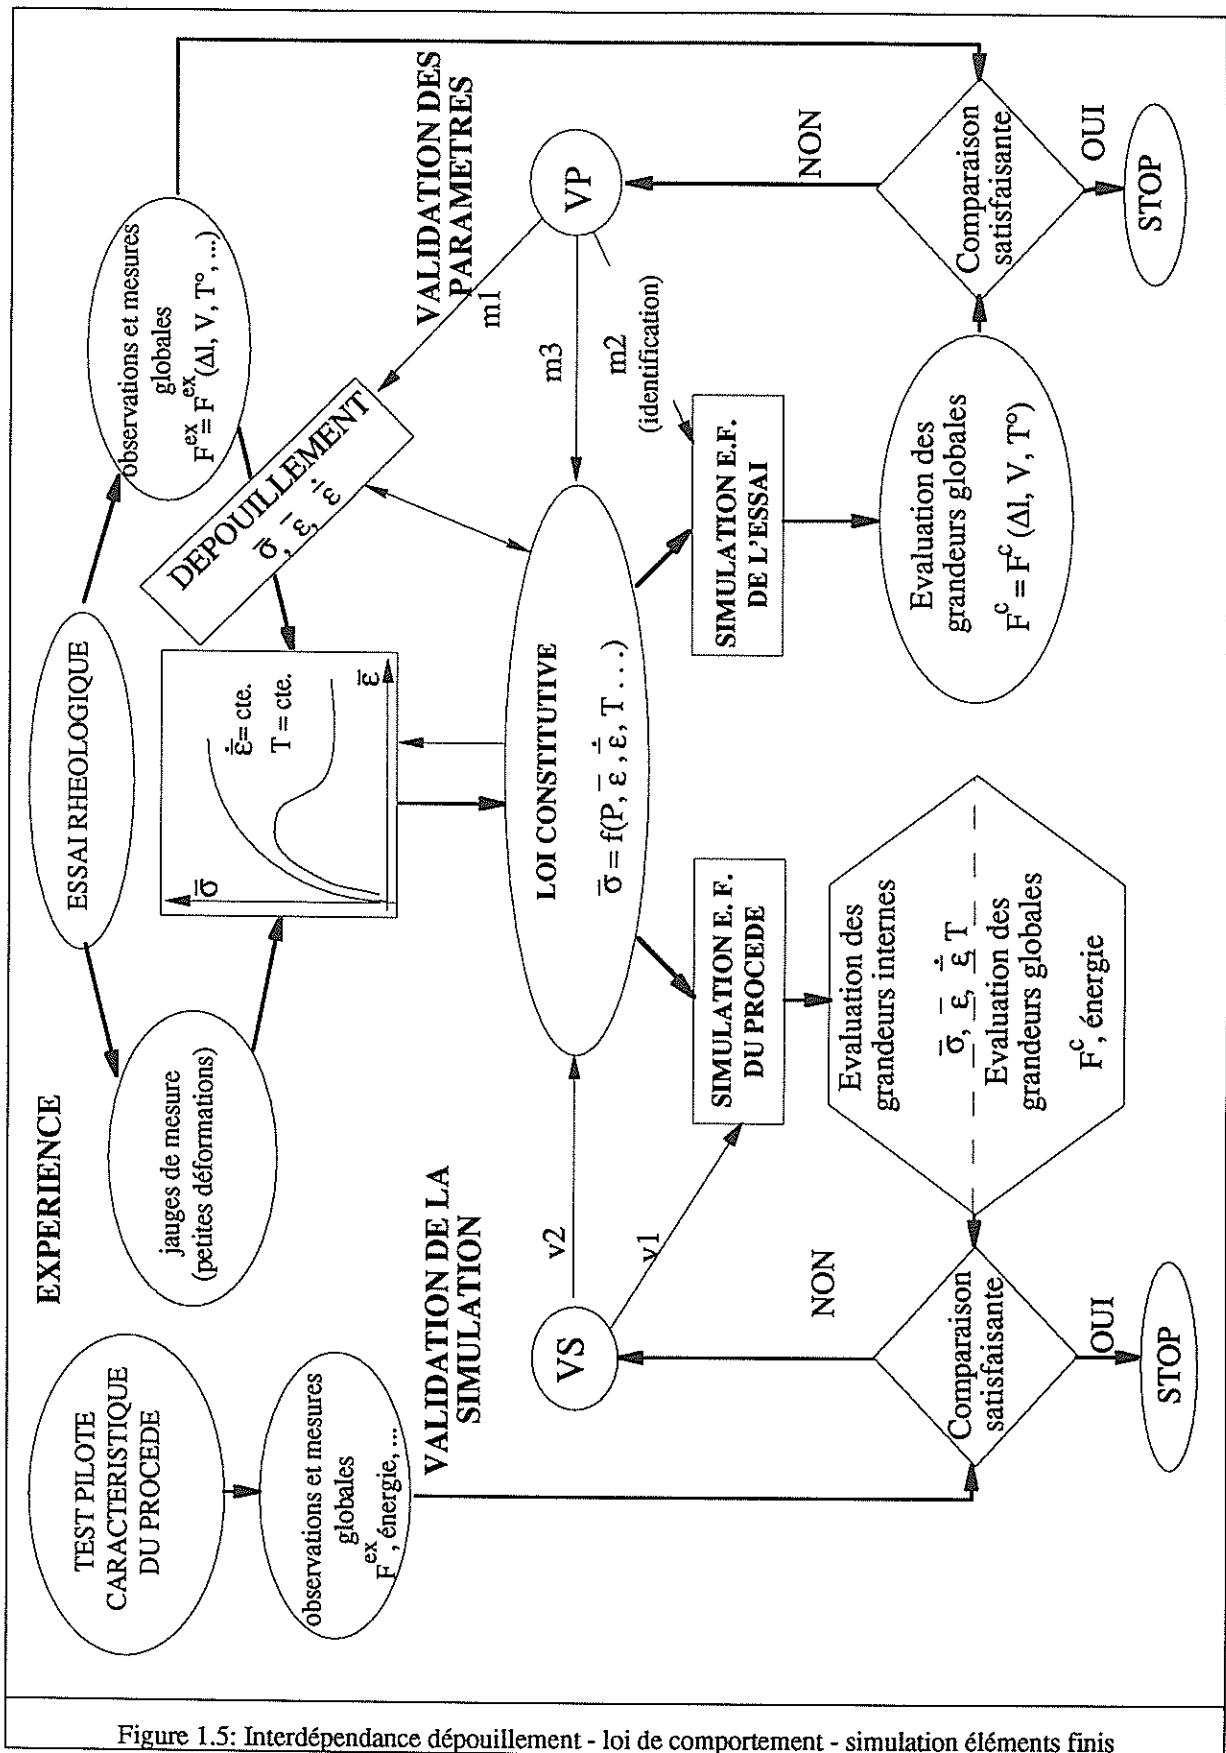 EXPERIENCE
TEST PILOTE
CARACTERISTIQUE
DU PROCEDE
observations et mesures
globales
F^ex, énergie, ...
jauges de mesure
(petites déformations)
ESSAI RHEOLOGIQUE
observations et mesures
globales
F^ex = F^ex (Δl, V, T°, ...)
σ̄
ε̄̇ = cte.
T = cte.
ε̄
DEPOUILLEMENT
σ̄, ε̄, ε̄̇
VALIDATION DE LA
SIMULATION
VALIDATION DES
PARAMETRES
m1
VS
v2
v1
LOI CONSTITUTIVE
σ̄ = f(P, ε̄, ε̄̇, T ...)
m3
m2
(identification)
VP
SIMULATION E. F.
DU PROCEDE
SIMULATION E.F.
DE L'ESSAI
NON
NON
Comparaison
satisfaisante
Evaluation des
grandeurs internes
σ̄, ε̄, ε̄̇, T
Evaluation des
grandeurs globales
F^c, énergie
Evaluation des
grandeurs globales
F^c = F^c (Δl, V, T°)
Comparaison
satisfaisante
OUI
STOP
OUI
STOP
Figure 1.5: Interdépendance dépouillement - loi de comportement - simulation éléments finis